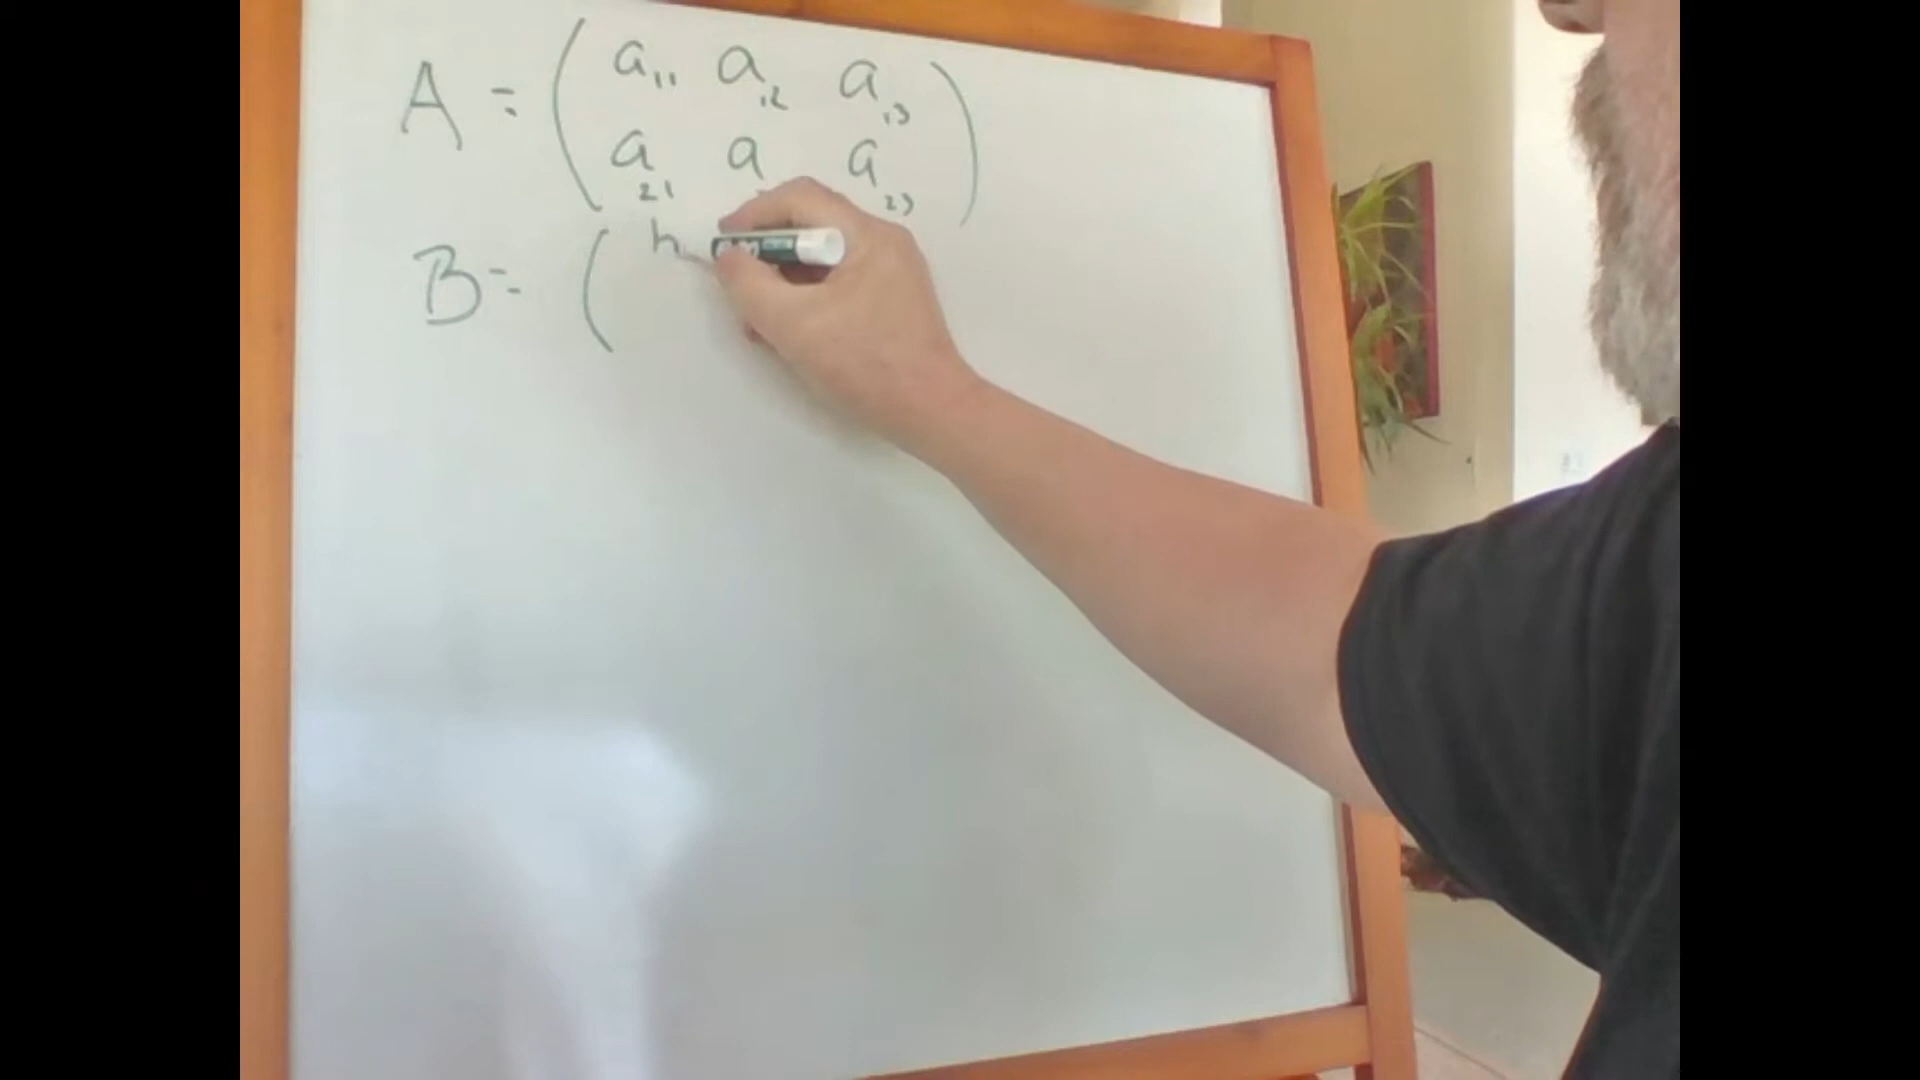 A = ( a₁₁ a₁₂ a₁₃
a₂₁ a a₂₃ )
B = ( h